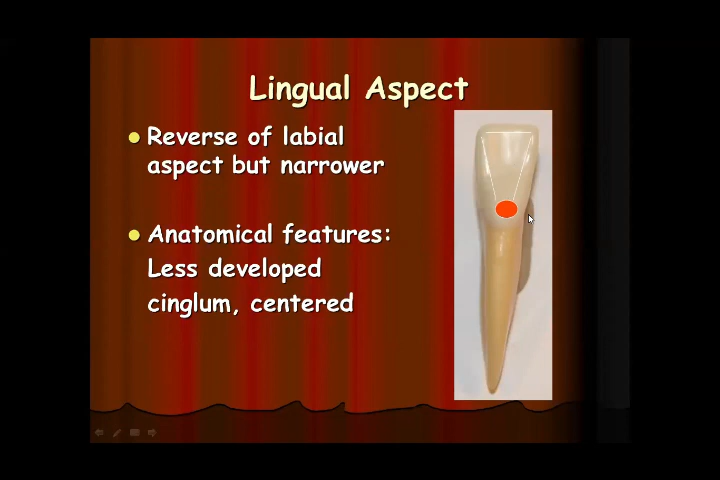 Lingual Aspect
Reverse of labial
aspect but narrower
Anatomical features:
Less developed
cinglum, centered